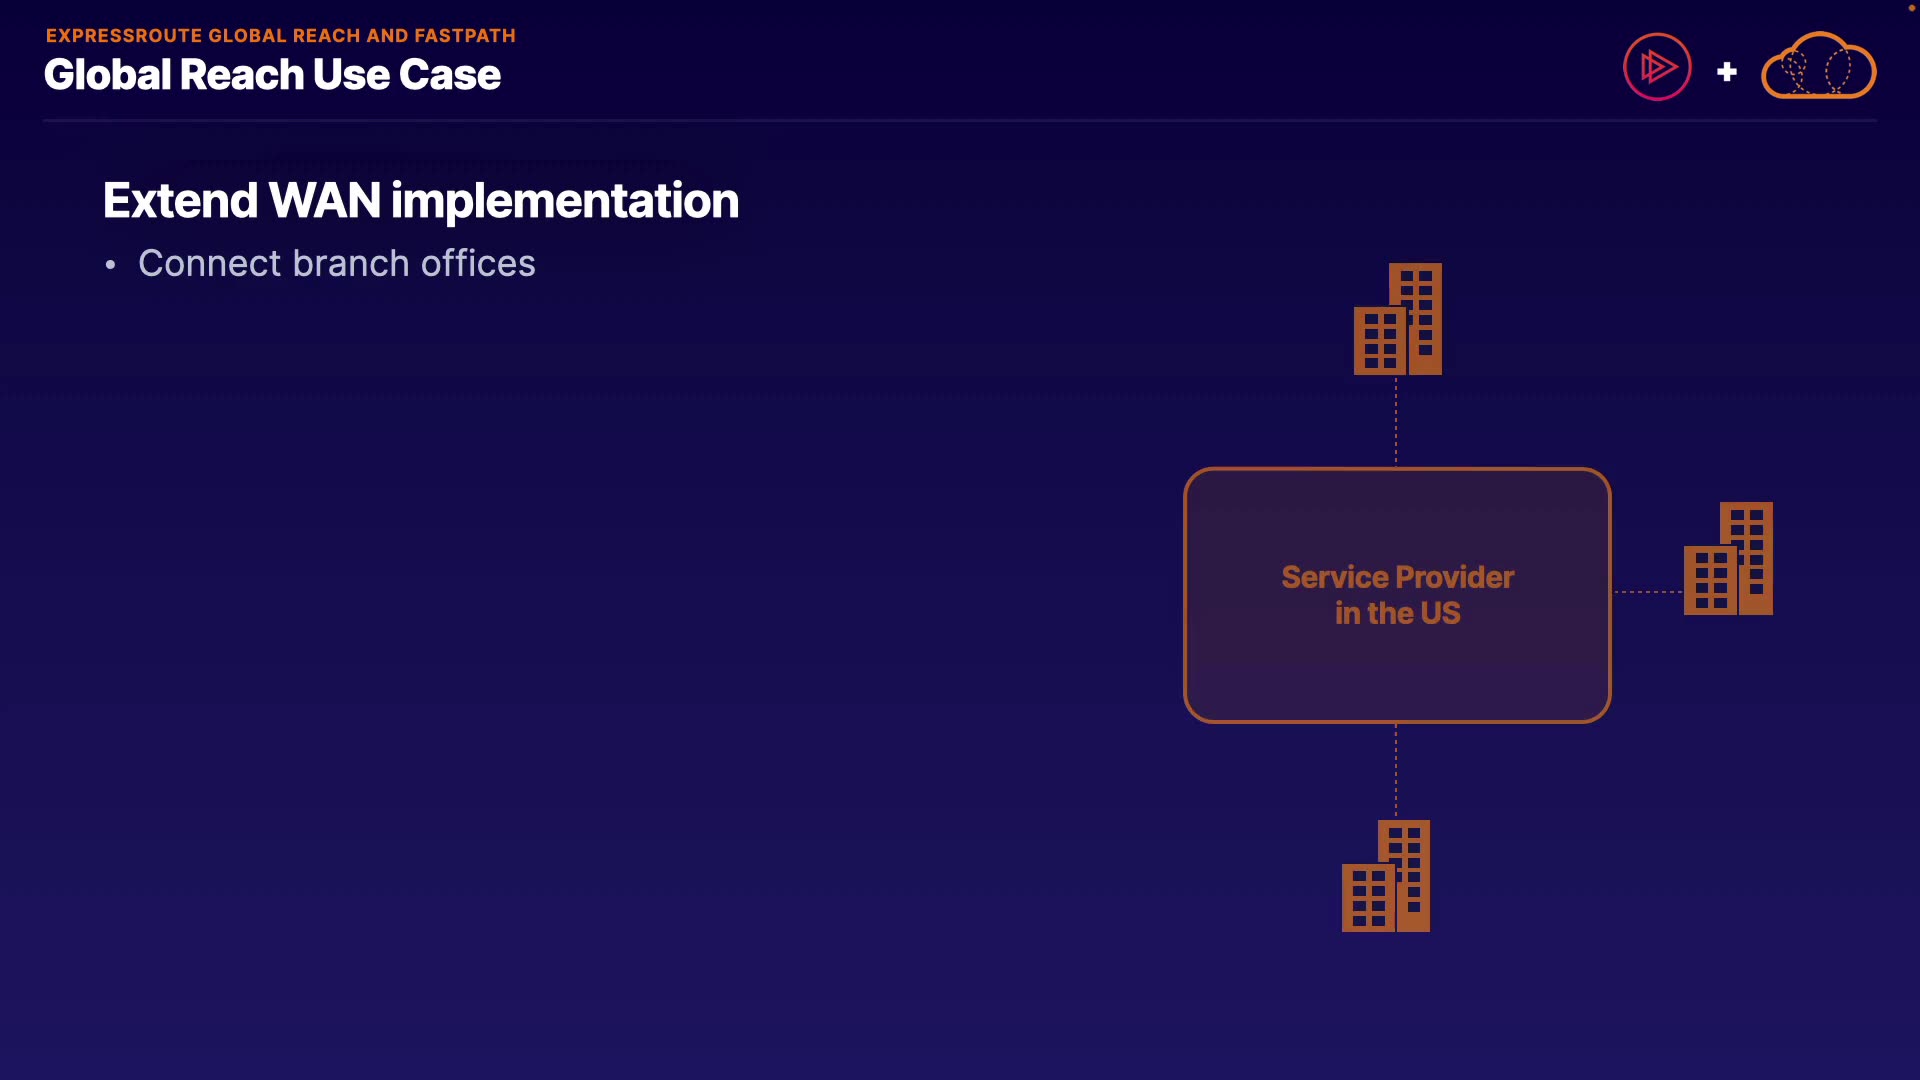 EXPRESSROUTE GLOBAL REACH AND FASTPATH
Global Reach Use Case
Extend WAN implementation
• Connect branch offices
Service Provider
in the US